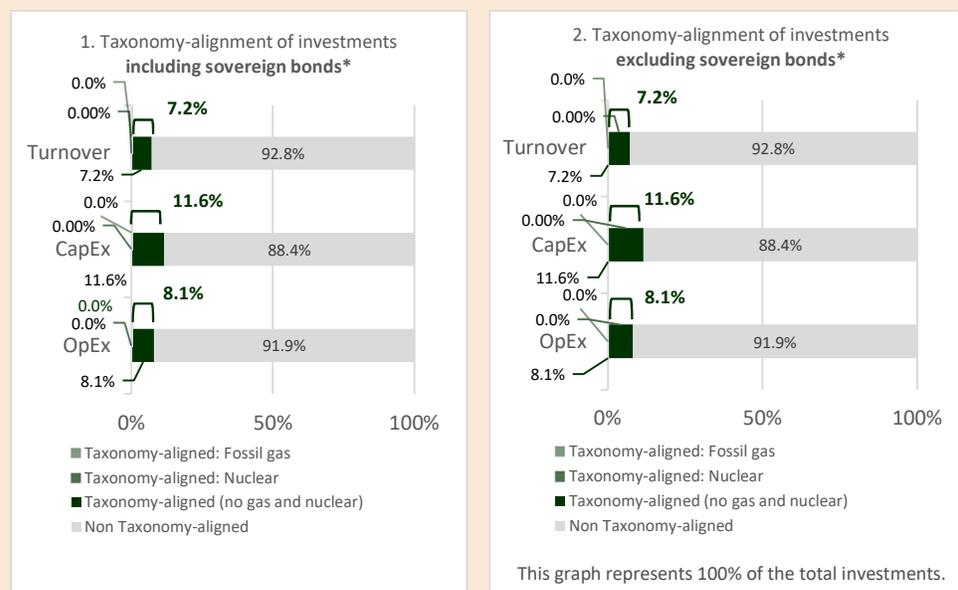 1. Taxonomy-alignment of investments
including sovereign bonds*
0.0%
0.00%
7.2%
Turnover
92.8%
7.2%
0.0%
11.6%
0.00%
CapEx
88.4%
11.6%
0.0%
8.1%
0.0%
OpEx
91.9%
8.1%
0%
50%
100%
Taxonomy-aligned: Fossil gas
Taxonomy-aligned: Nuclear
Taxonomy-aligned (no gas and nuclear)
Non Taxonomy-aligned
2. Taxonomy-alignment of investments
excluding sovereign bonds*
0.0%
7.2%
0.00%
Turnover
92.8%
7.2%
0.0%
11.6%
0.00%
CapEx
88.4%
11.6%
0.0%
8.1%
0.0%
OpEx
91.9%
8.1%
0%
50%
100%
Taxonomy-aligned: Fossil gas
Taxonomy-aligned: Nuclear
Taxonomy-aligned (no gas and nuclear)
Non Taxonomy-aligned
This graph represents 100% of the total investments.